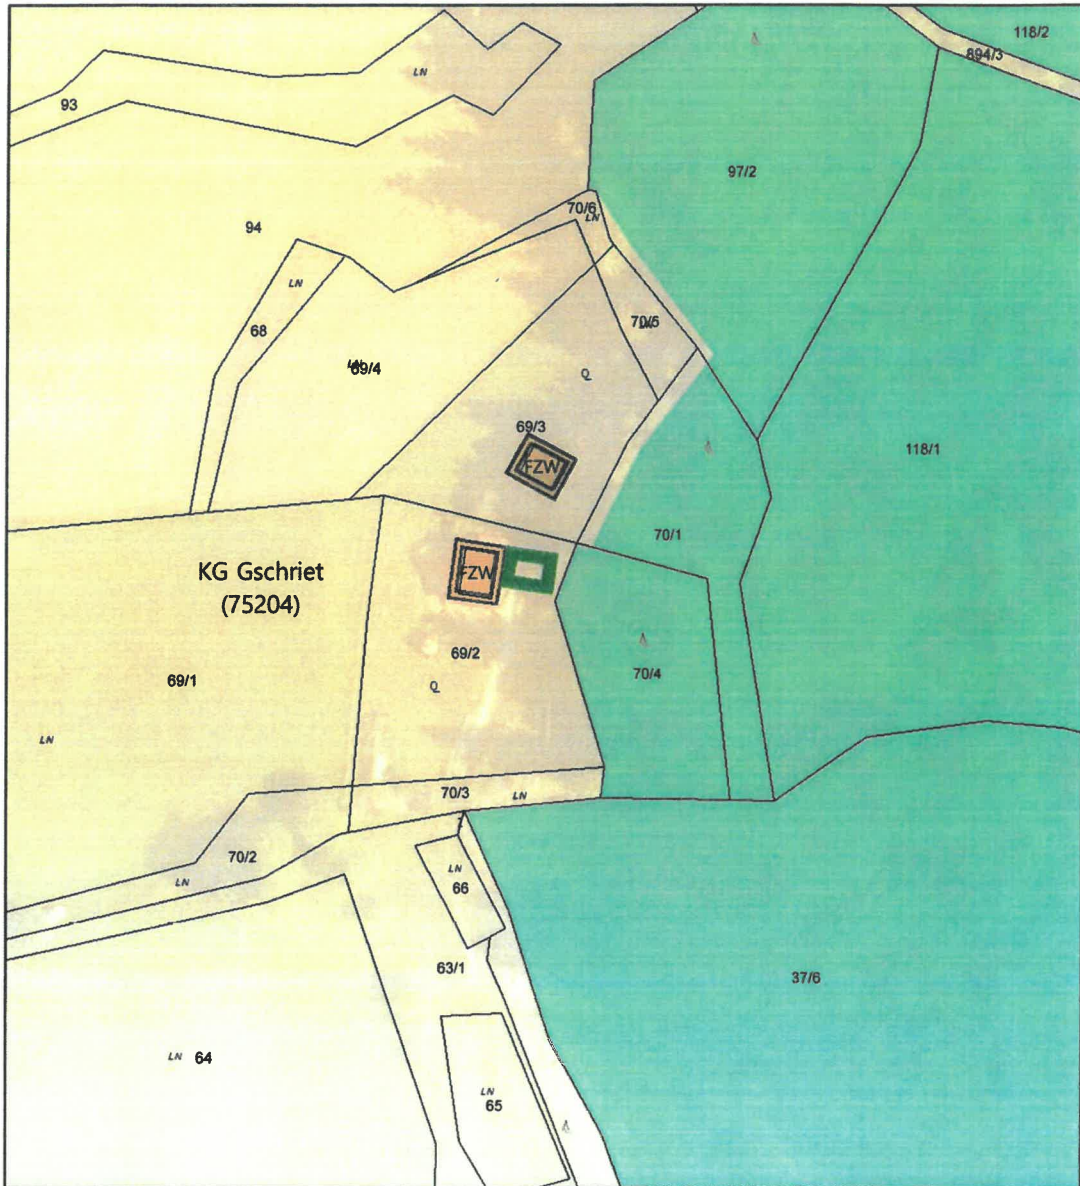 118/2
894/3
LN
93
97/2
70/6
LN
94
LN
68
70/5
69/4
Q
69/3
FZW
118/1
70/1
KG Gschriet
(75204)
FZW
69/2
70/4
69/1
Q
LN
70/3
LN
70/2
LN
LN
66
63/1
37/6
LN 64
LN
65